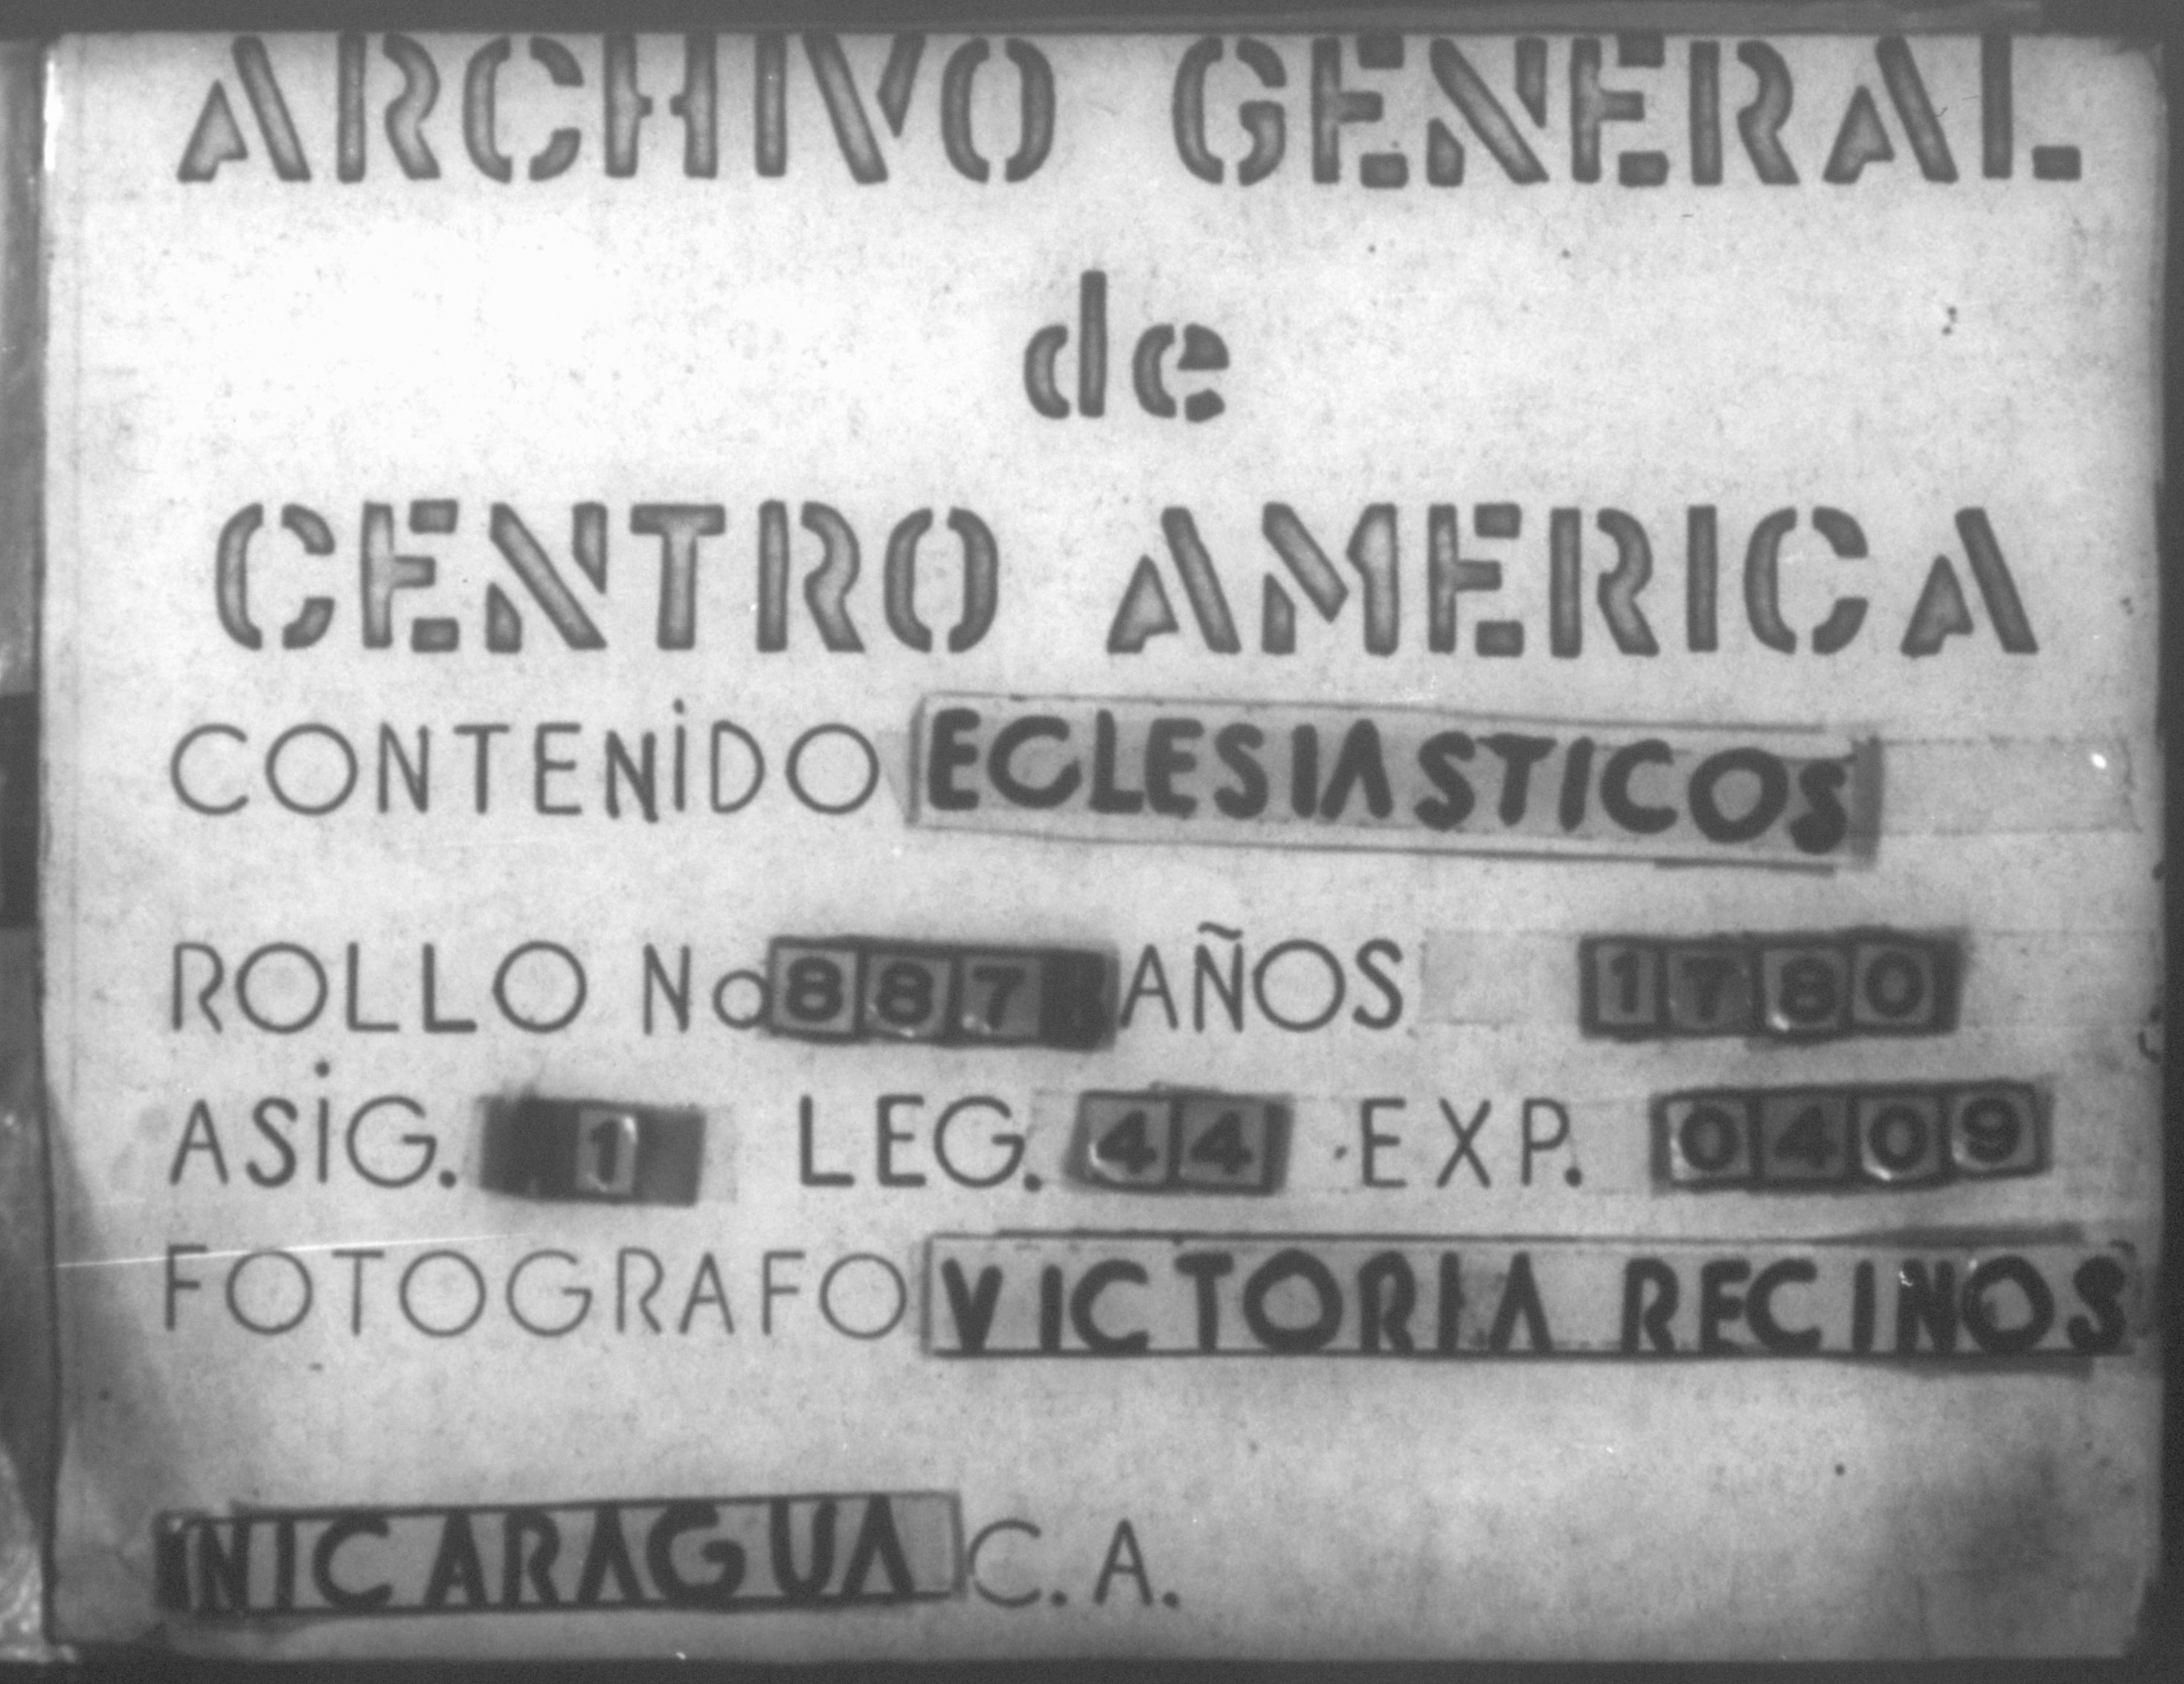 ARCHIVO GENERAL
de
CENTRO AMERICA
CONTENIDO ECLESIASTICOS
ROLLO No 887 AÑOS 1780
ASIG. 1 LEG. 44 EXP. 0409
FOTOGRAFO VICTORIA RECINOS
NICARAGUA C.A.